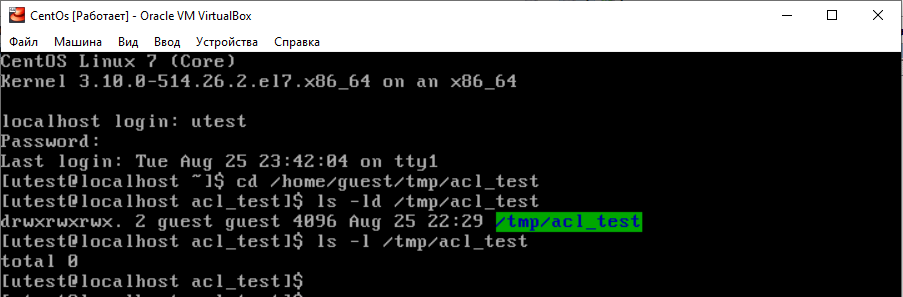 CentOs [Работает] - Oracle VM VirtualBox
Файл Машина Вид Ввод Устройства Справка
CentOS Linux 7 (Core)
Kernel 3.10.0-514.26.2.el7.x86_64 on an x86_64
localhost login: utest
Password:
Last login: Tue Aug 25 23:42:04 on tty1
[utest@localhost ~]$ cd /home/guest/tmp/acl_test
[utest@localhost acl_test]$ ls -ld /tmp/acl_test
drwxrwxrwx. 2 guest guest 4096 Aug 25 22:29 /tmp/acl_test
[utest@localhost acl_test]$ ls -l /tmp/acl_test
total 0
[utest@localhost acl_test]$